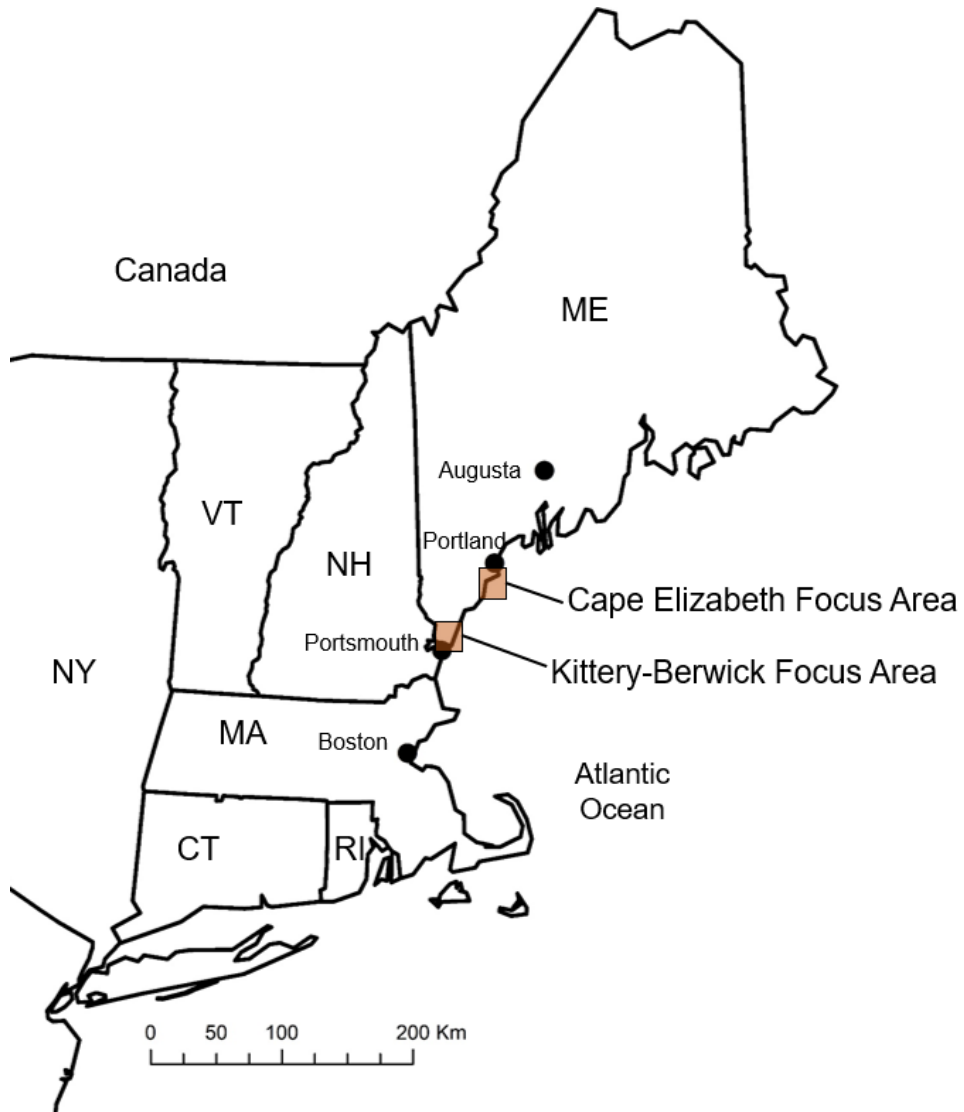 Canada
ME
Augusta
VT
Portland
NH
Cape Elizabeth Focus Area
Portsmouth
NY
Kittery-Berwick Focus Area
MA
Boston
Atlantic
Ocean
CT
RI
0 50 100 200 Km